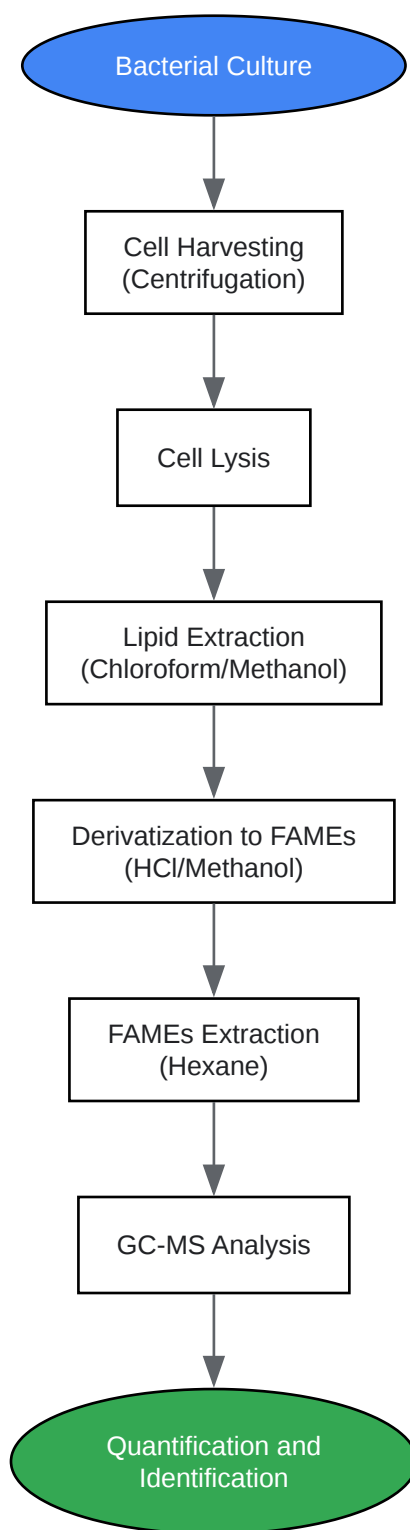 Bacterial Culture
Cell Harvesting
(Centrifugation)
Cell Lysis
Lipid Extraction
(Chloroform/Methanol)
Derivatization to FAMEs
(HCl/Methanol)
FAMEs Extraction
(Hexane)
GC-MS Analysis
Quantification and
Identification